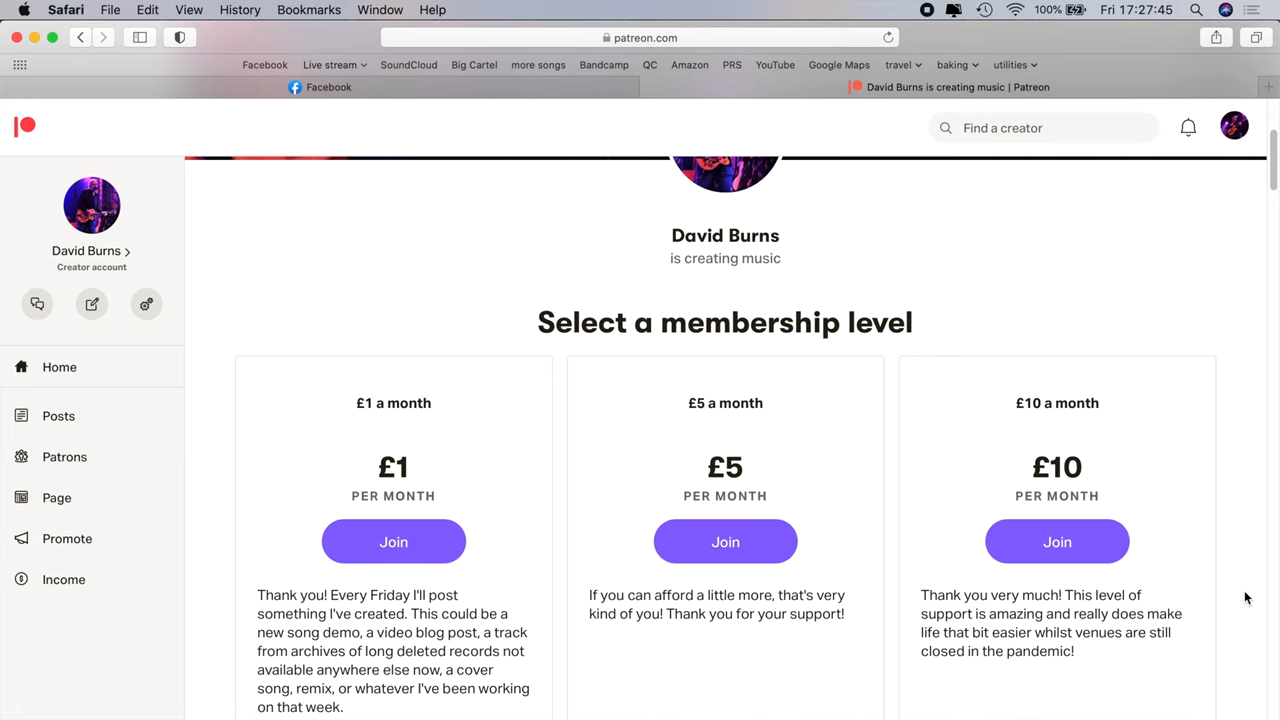 Safari File Edit View History Bookmarks Window Help 100% Fri 17:27:45
patreon.com
Facebook Live stream SoundCloud Big Cartel more songs Bandcamp QC Amazon PRS YouTube Google Maps travel baking utilities
Facebook David Burns is creating music | Patreon
Find a creator
David Burns
Creator account
Home
Posts
Patrons
Page
Promote
Income
David Burns
is creating music
Select a membership level
£1 a month
£1
PER MONTH
Join
Thank you! Every Friday I'll post
something I've created. This could be a
new song demo, a video blog post, a track
from archives of long deleted records not
available anywhere else now, a cover
song, remix, or whatever I've been working
on that week.
£5 a month
£5
PER MONTH
Join
If you can afford a little more, that's very
kind of you! Thank you for your support!
£10 a month
£10
PER MONTH
Join
Thank you very much! This level of
support is amazing and really does make
life that bit easier whilst venues are still
closed in the pandemic!